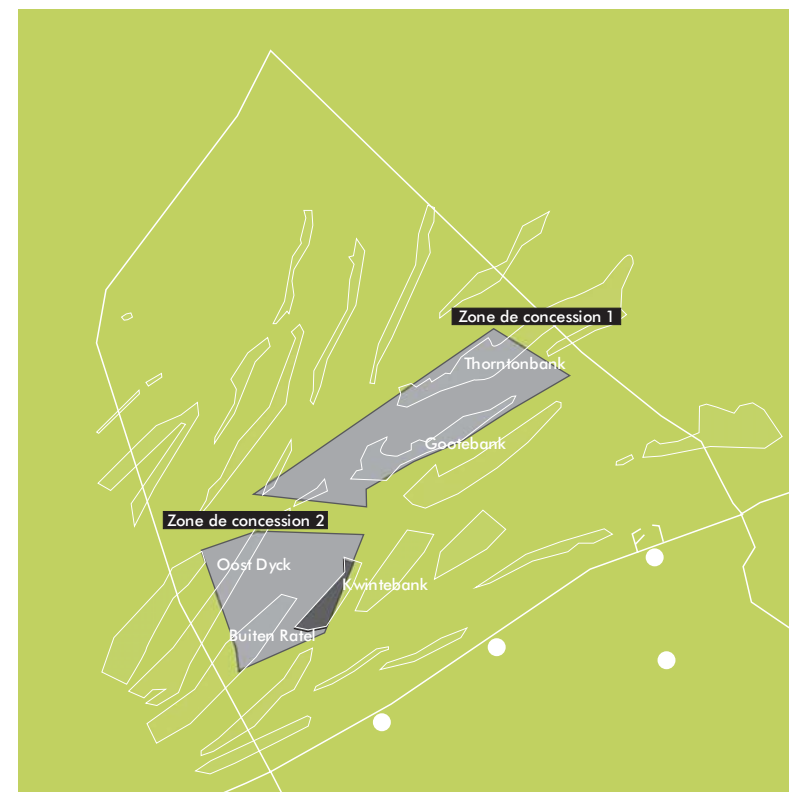 Zone de concession 1
Thorntonbank
Gootebank
Zone de concession 2
Oost Dyck
Kwintebank
Buiten Ratel